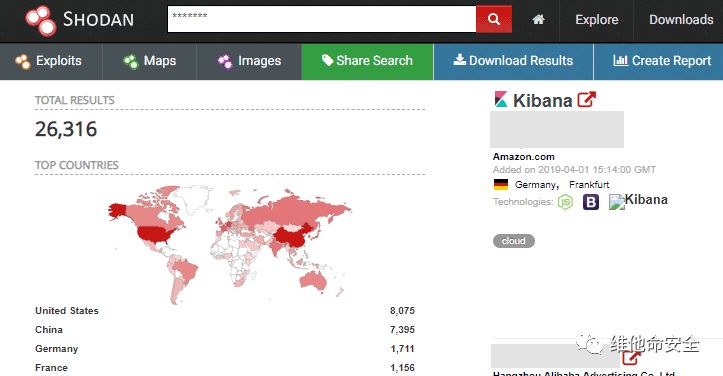 SHODAN
*******
Explore
Downloads
Exploits
Maps
Images
Share Search
Download Results
Create Report
TOTAL RESULTS
26,316
TOP COUNTRIES
United States 8,075
China 7,395
Germany 1,711
France 1,156
Kibana
Amazon.com
Added on 2019-04-01 15:14:00 GMT
Germany, Frankfurt
Technologies: B Kibana
cloud
维他命安全
Hangzhou Alibaba Advertising Co.,Ltd.